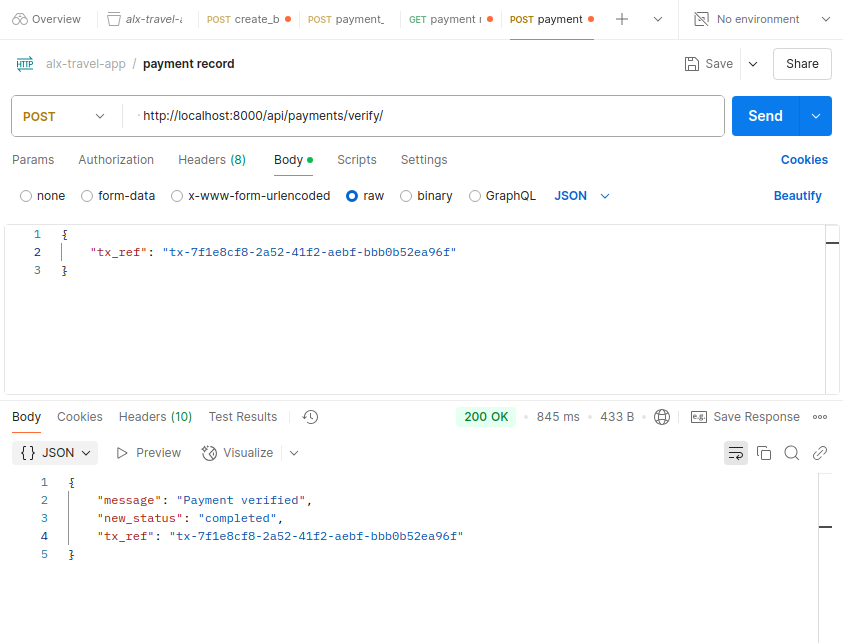 Overview alx-travel-a POST create_b POST payment_ GET payment r POST payment No environment
HTTP alx-travel-app / payment record Save Share
POST http://localhost:8000/api/payments/verify/ Send
Params Authorization Headers (8) Body Scripts Settings Cookies
none form-data x-www-form-urlencoded raw binary GraphQL JSON Beautify
1 {
2 "tx_ref": "tx-7f1e8cf8-2a52-41f2-aebf-bbb0b52ea96f"
3 }
Body Cookies Headers (10) Test Results 200 OK 845 ms 433 B e.g. Save Response
{} JSON Preview Visualize
1 {
2 "message": "Payment verified",
3 "new_status": "completed",
4 "tx_ref": "tx-7f1e8cf8-2a52-41f2-aebf-bbb0b52ea96f"
5 }